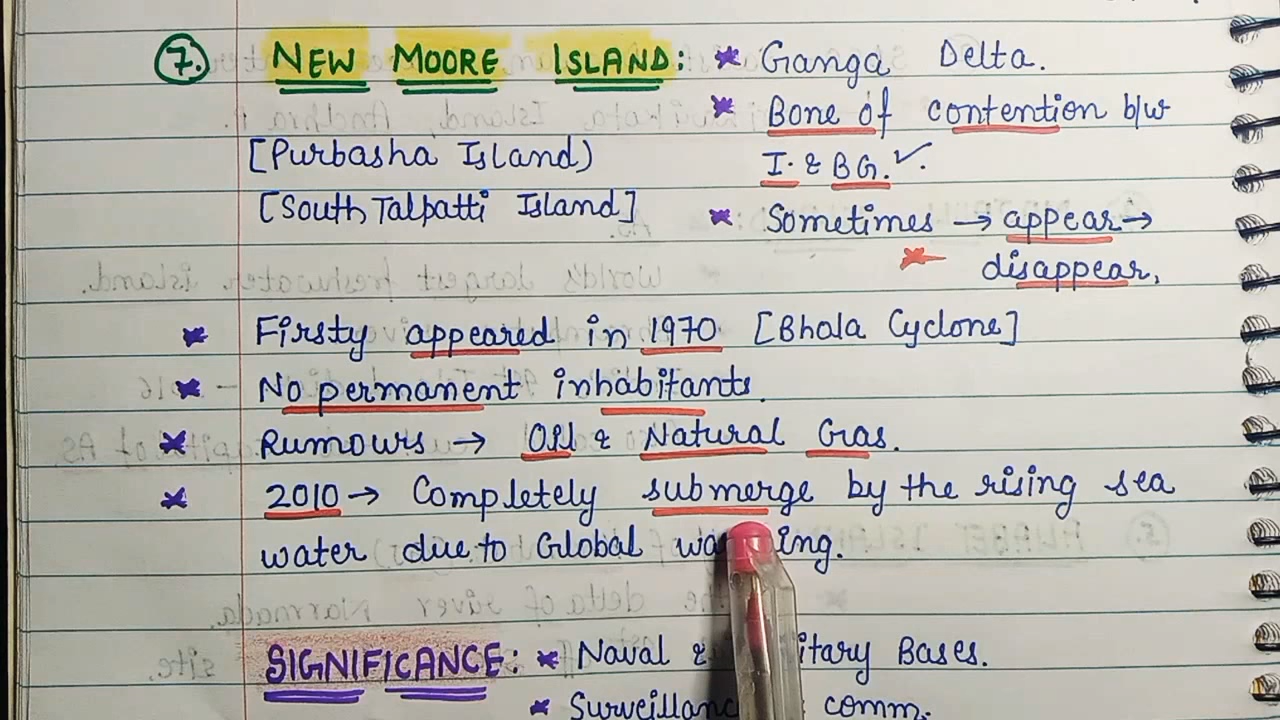 7. NEW MOORE ISLAND: * Ganga Delta.
* Bone of contention b/w
[Purbasha Island)
I. & BG. ✓.
[South Talpatti Island]
* Sometimes → appear →
disappear.
* Firsty appeared in 1970 [Bhola Cyclone]
* No permanent inhabitants.
* Rumours → Oil & Natural Gas.
* 2010 → Completely submerge by the rising sea
water due to Global
SIGNIFICANCE: * Naval & Bases.
* comm.